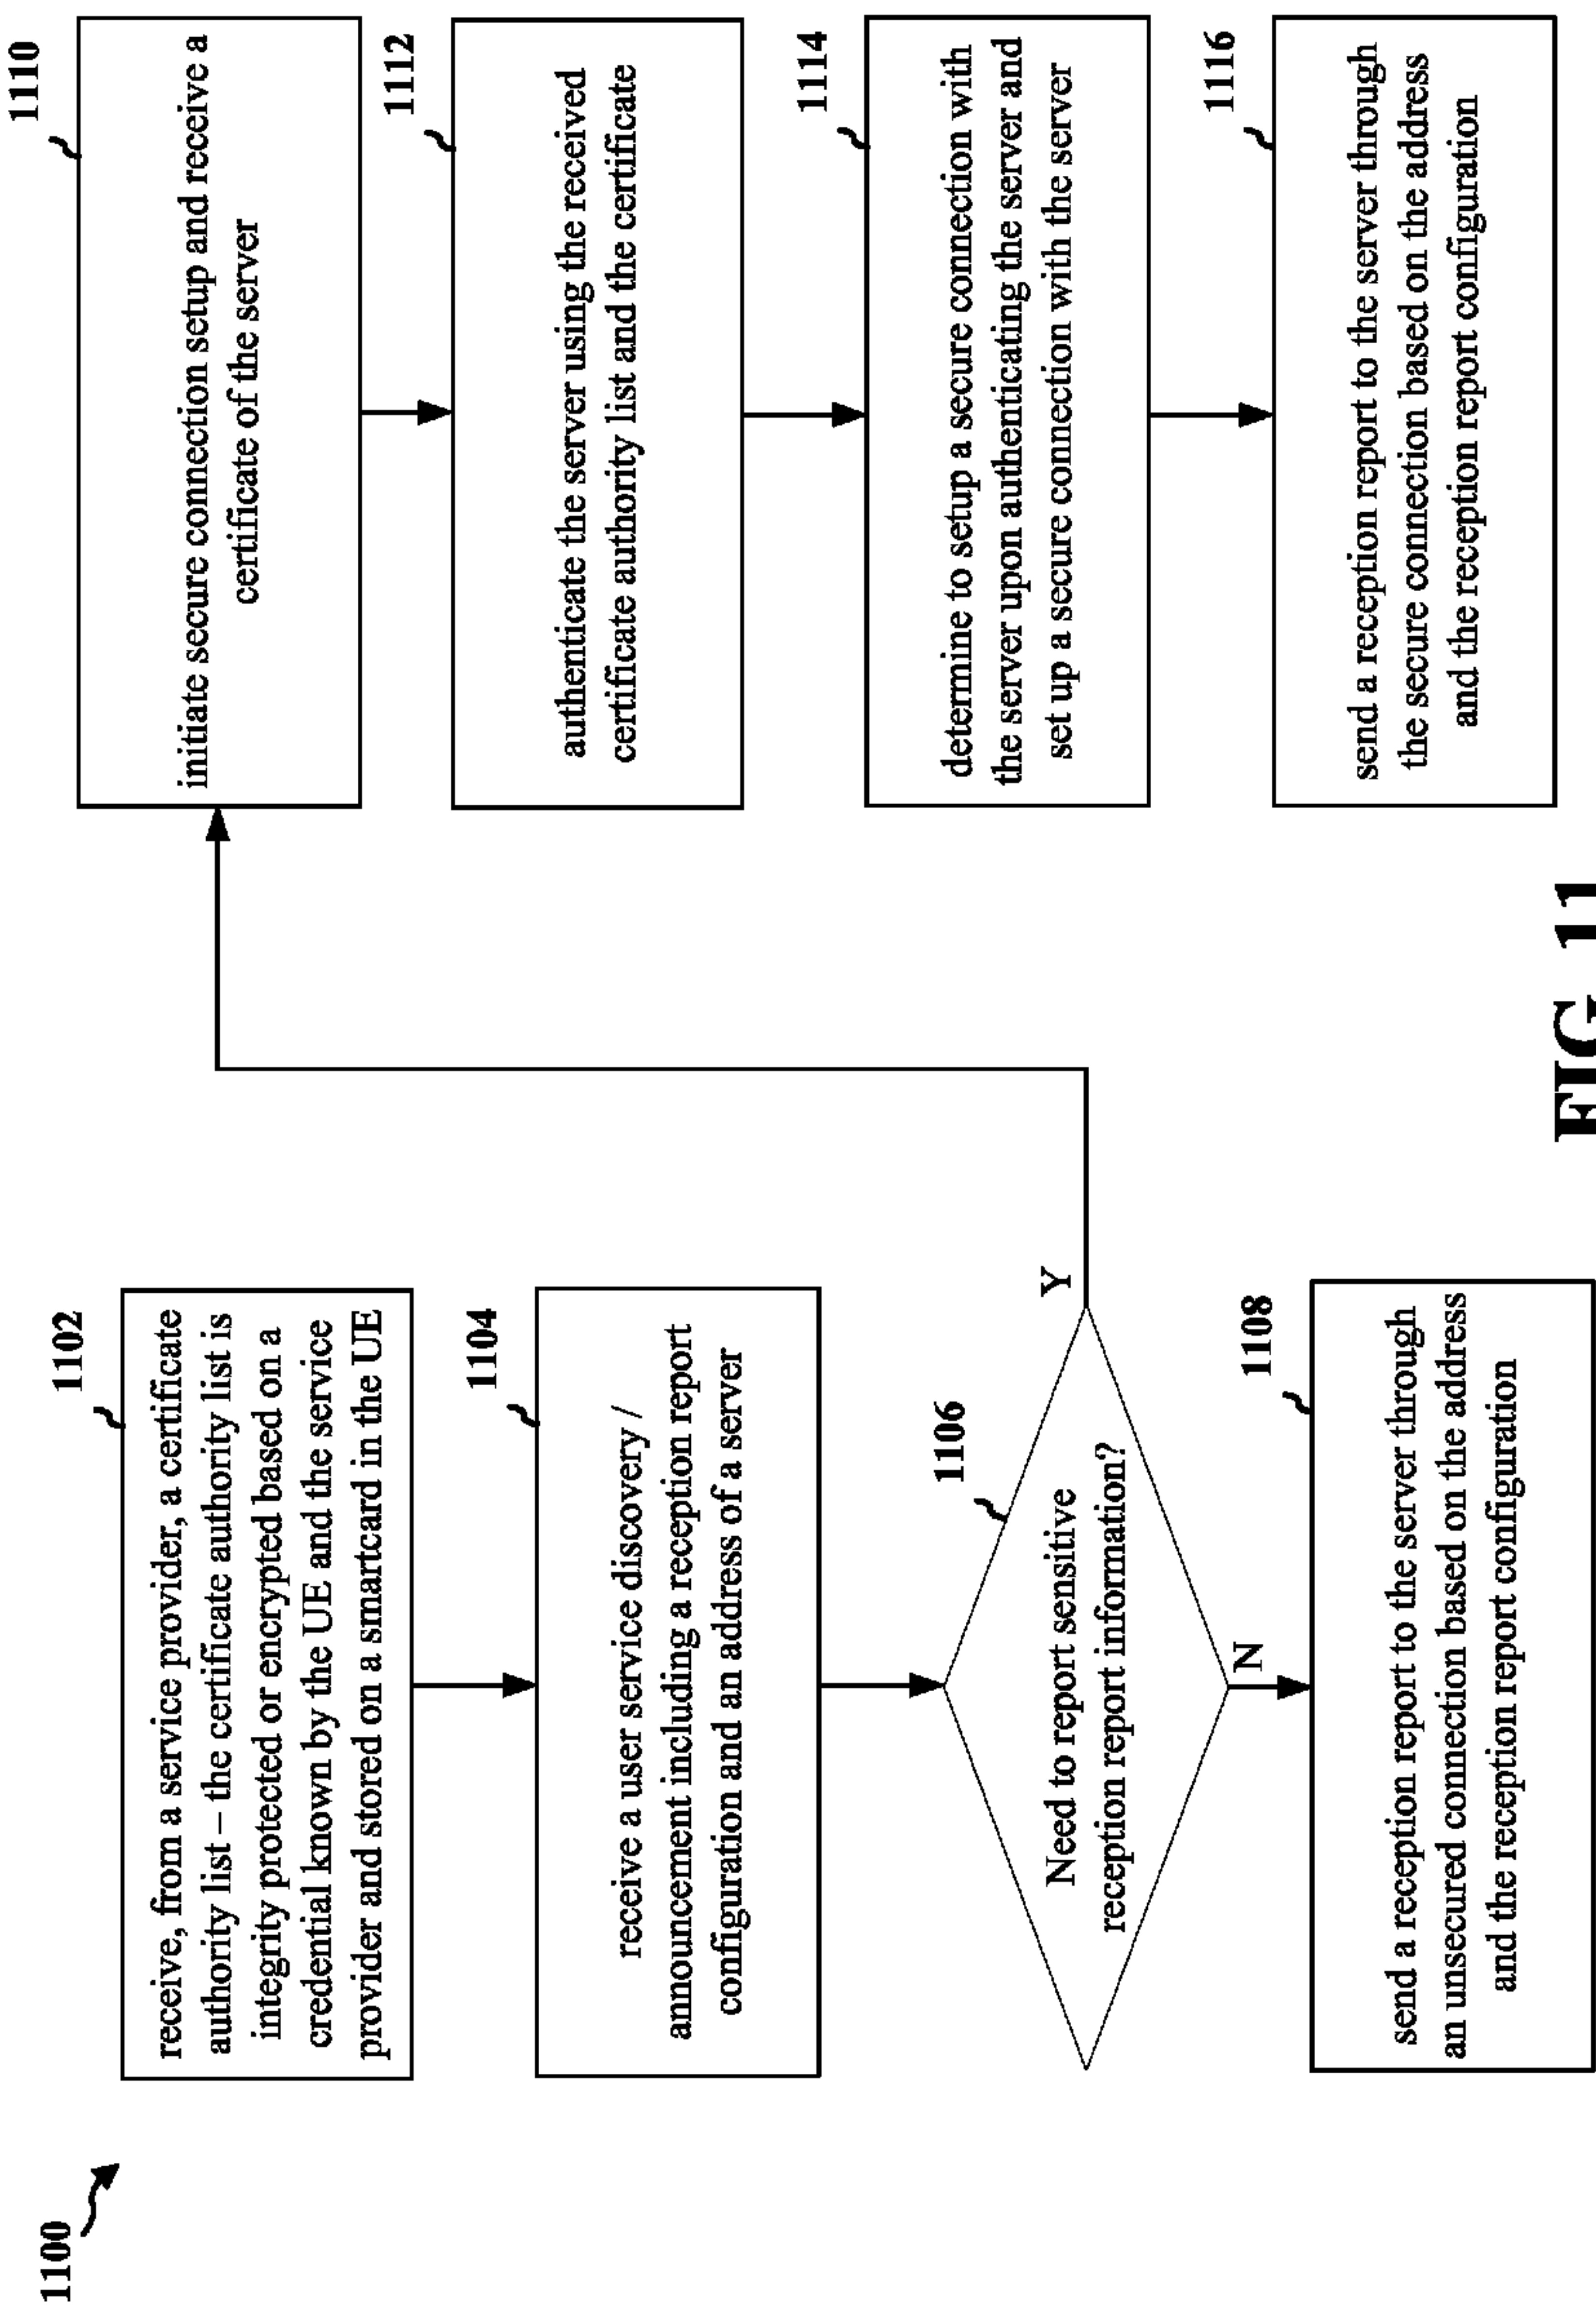 1100
1102
receive, from a service provider, a certificate
authority list – the certificate authority list is
integrity protected or encrypted based on a
credential known by the UE and the service
provider and stored on a smartcard in the UE
1104
receive a user service discovery /
announcement including a reception report
configuration and an address of a server
1106
Need to report sensitive
reception report information?
Y
N
1108
send a reception report to the server through
an unsecured connection based on the address
and the reception report configuration
1110
initiate secure connection setup and receive a
certificate of the server
1112
authenticate the server using the received
certificate authority list and the certificate
1114
determine to setup a secure connection with
the server upon authenticating the server and
set up a secure connection with the server
1116
send a reception report to the server through
the secure connection based on the address
and the reception report configuration
FIG. 11